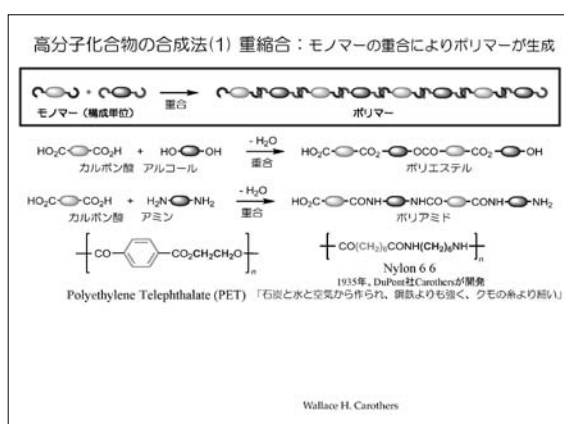 高分子化合物の合成法(1) 重縮合：モノマーの重合によりポリマーが生成
+ 重合
モノマー（構成単位） ポリマー
HO₂C CO₂H + HO OH - H₂O 重合 HO₂C CO₂ OCO CO₂ OH
カルボン酸 アルコール ポリエステル
HO₂C CO₂H + H₂N NH₂ - H₂O 重合 HO₂C CONH NHCO CONH NH₂
カルボン酸 アミン ポリアミド
CO CO₂CH₂CH₂O n
CO(CH₂)₆CONH(CH₂)₆NH n
Nylon 6 6
1935年、DuPont社Carothersが開発
Polyethylene Telephthalate (PET) 「石炭と水と空気から作られ、鋼鉄よりも強く、クモの糸より細い」
Wallace H. Carothers